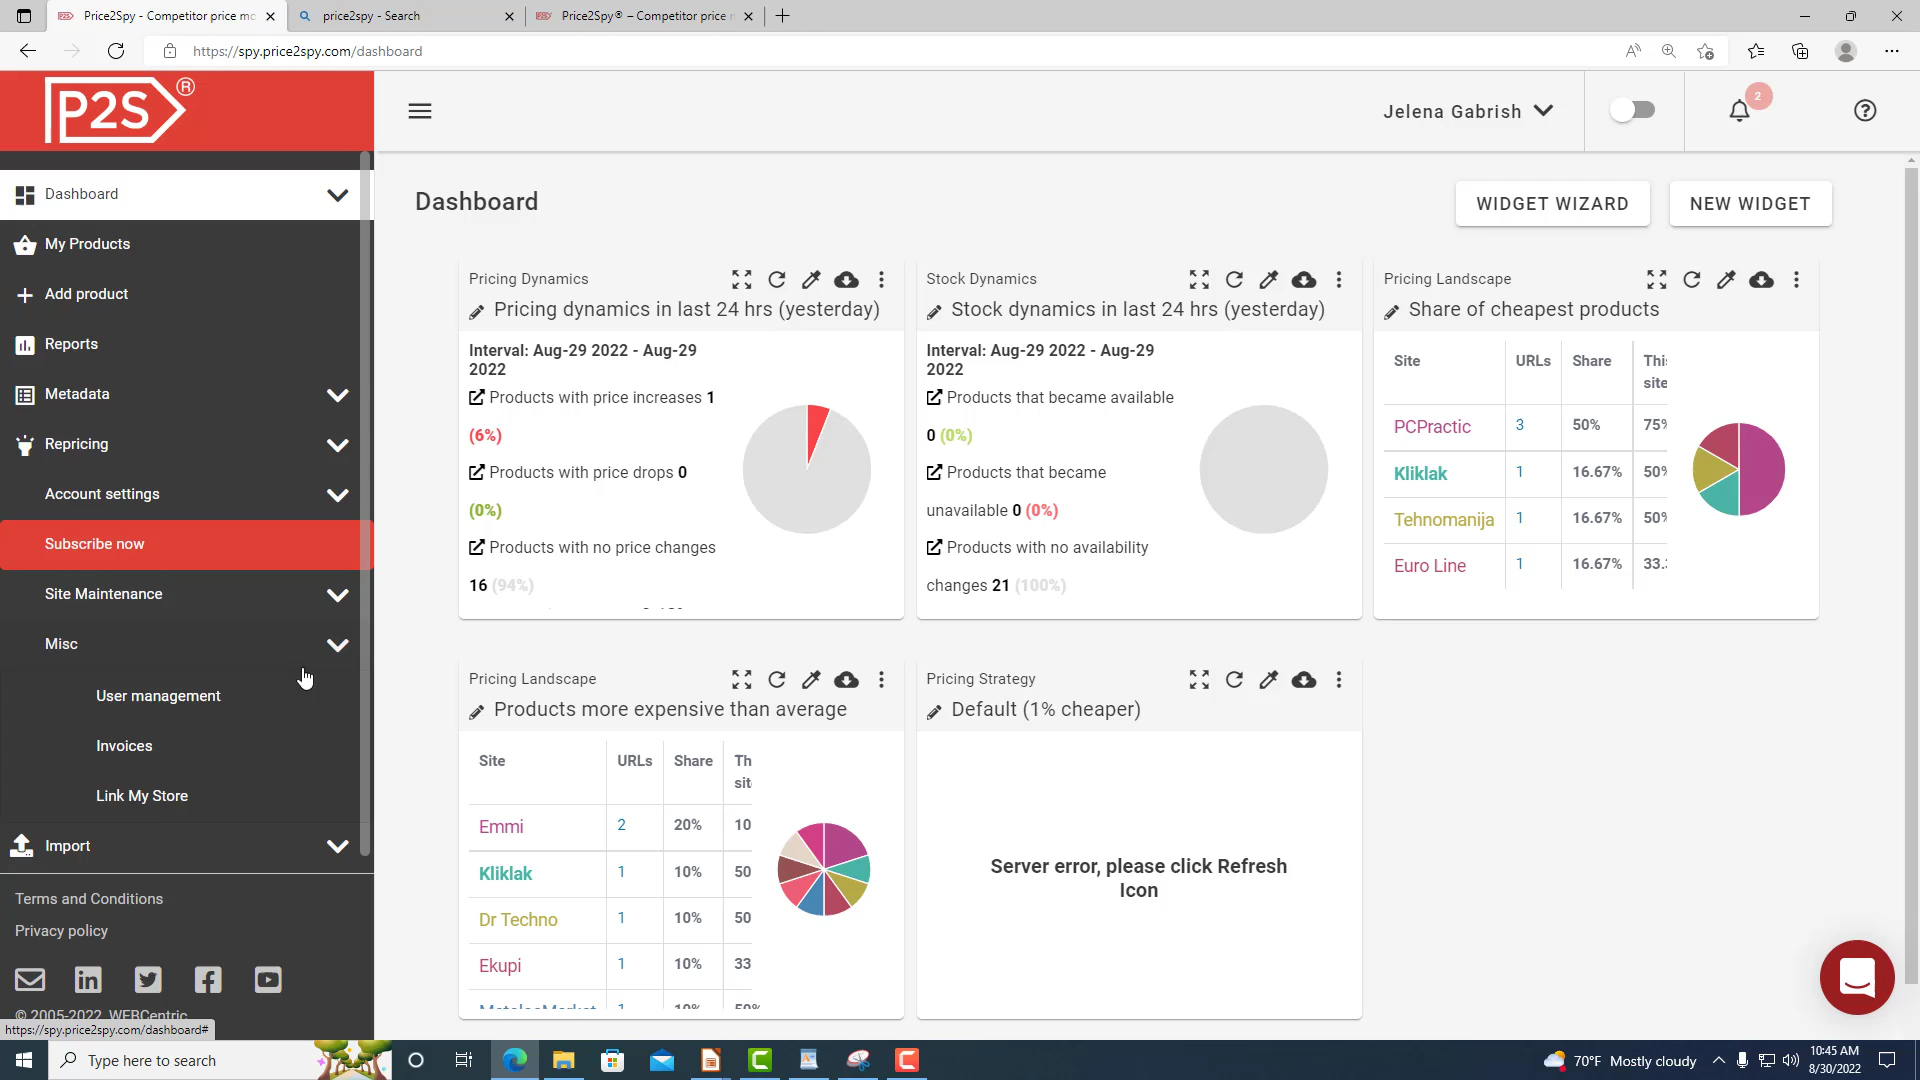 Price2Spy - Competitor price mo
price2spy - Search
Price2Spy® – Competitor price m
https://spy.price2spy.com/dashboard
P2S
®
Jelena Gabrish
2
Dashboard
My Products
Add product
Reports
Metadata
Repricing
Account settings
Subscribe now
Site Maintenance
Misc
User management
Invoices
Link My Store
Import
Terms and Conditions
Privacy policy
© 2005-2022, WEBCentric
https://spy.price2spy.com/dashboard#
Dashboard
WIDGET WIZARD
NEW WIDGET
Pricing Dynamics
Pricing dynamics in last 24 hrs (yesterday)
Interval: Aug-29 2022 - Aug-29
2022
Products with price increases 1
(6%)
Products with price drops 0
(0%)
Products with no price changes
16 (94%)
Stock Dynamics
Stock dynamics in last 24 hrs (yesterday)
Interval: Aug-29 2022 - Aug-29
2022
Products that became available
0 (0%)
Products that became
unavailable 0 (0%)
Products with no availability
changes 21 (100%)
Pricing Landscape
Share of cheapest products
Site URLs Share This
site
PCPractic 3 50% 75%
Kliklak 1 16.67% 50%
Tehnomanija 1 16.67% 50%
Euro Line 1 16.67% 33.
Pricing Landscape
Products more expensive than average
Site URLs Share Th
sit
Emmi 2 20% 10
Kliklak 1 10% 50
Dr Techno 1 10% 50
Ekupi 1 10% 33
Pricing Strategy
Default (1% cheaper)
Server error, please click Refresh
Icon
Type here to search
70°F Mostly cloudy
10:45 AM
8/30/2022